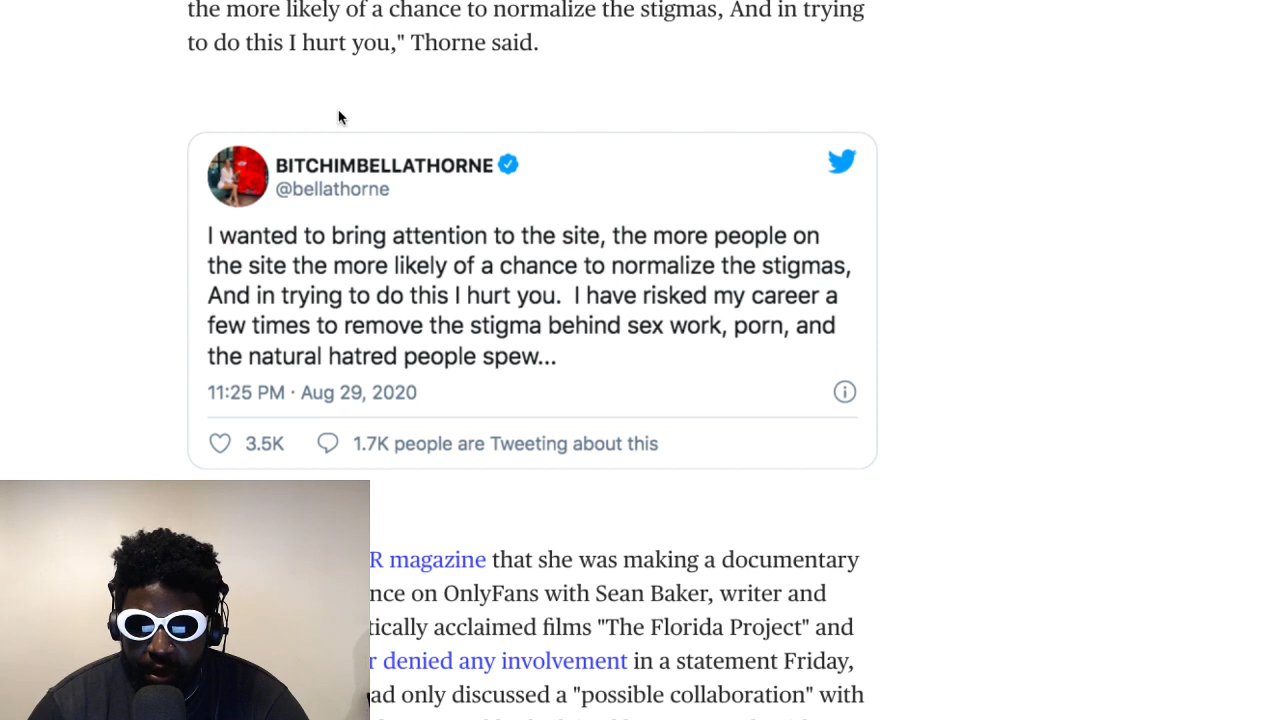 the more likely of a chance to normalize the stigmas, And in trying
to do this I hurt you," Thorne said.
BITCHIMBELLATHORNE
@bellathorne
I wanted to bring attention to the site, the more people on
the site the more likely of a chance to normalize the stigmas,
And in trying to do this I hurt you.  I have risked my career a
few times to remove the stigma behind sex work, porn, and
the natural hatred people spew...
11:25 PM · Aug 29, 2020
3.5K 1.7K people are Tweeting about this
R magazine that she was making a documentary
nce on OnlyFans with Sean Baker, writer and
tically acclaimed films "The Florida Project" and
r denied any involvement in a statement Friday,
ad only discussed a "possible collaboration" with